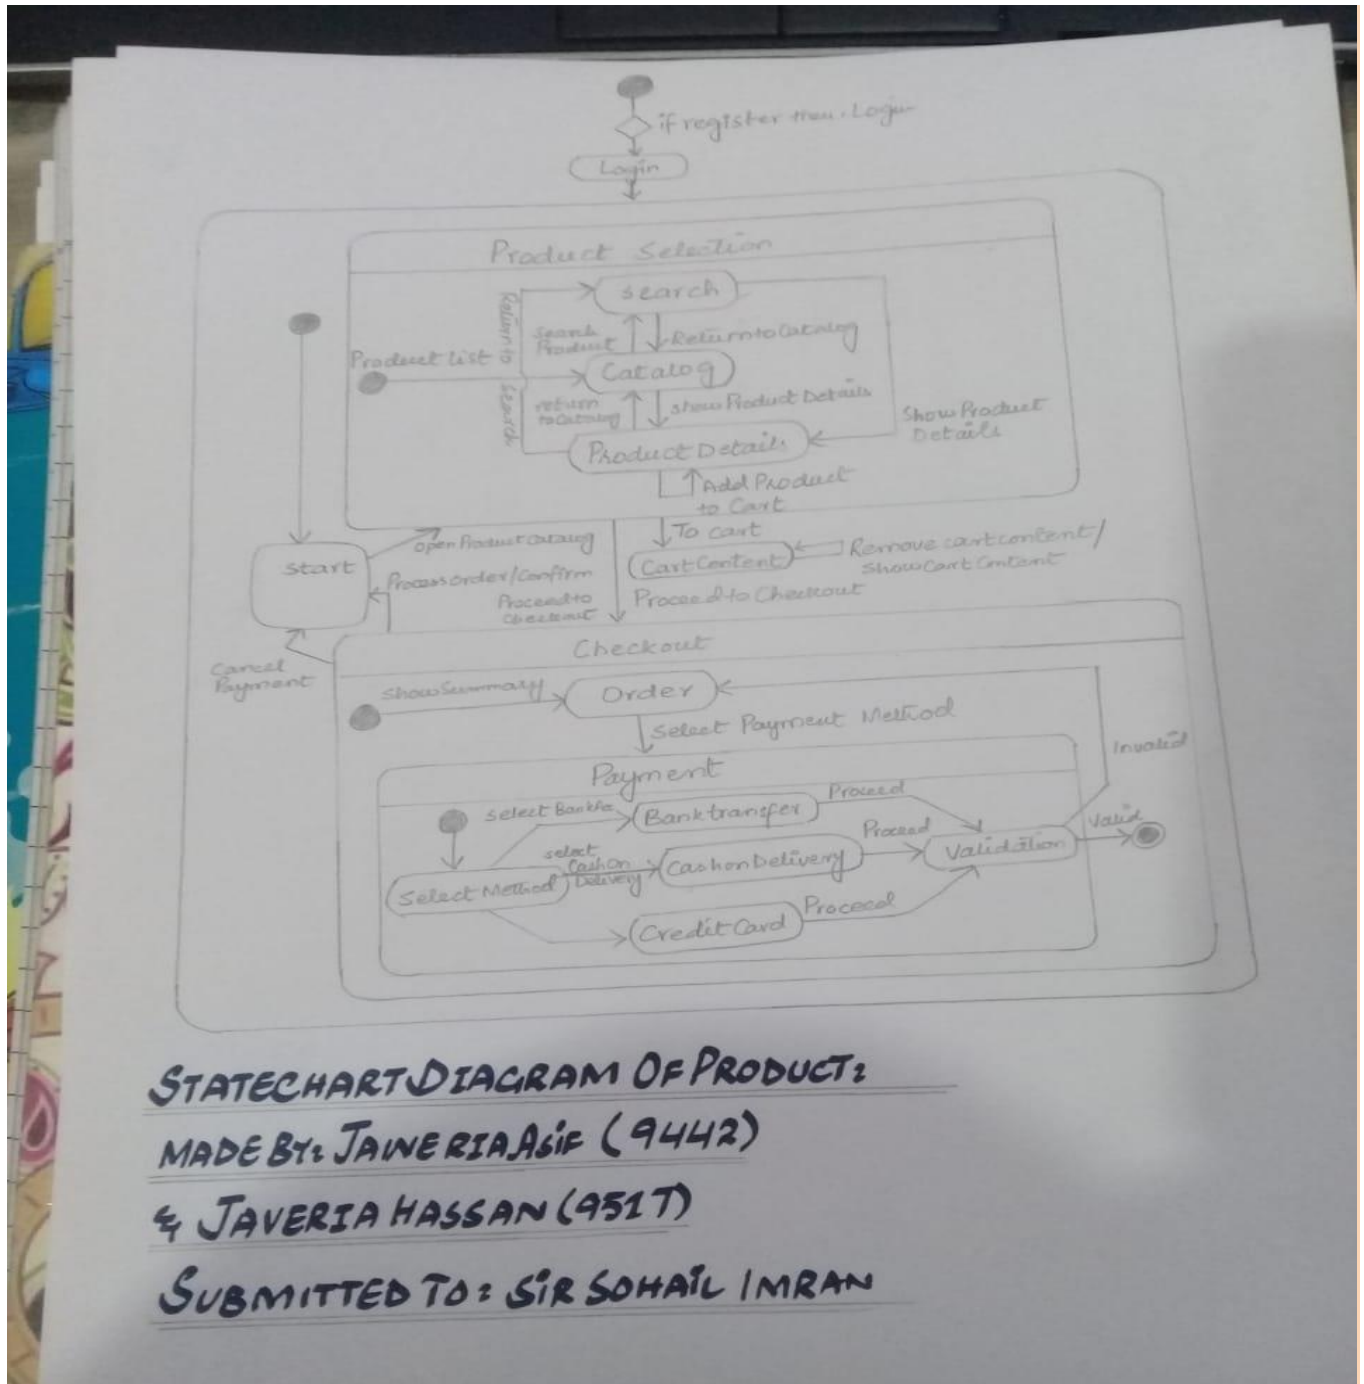 if register then Login
Login
Product Selection
Search
Return to Search
Search
Product
Return to Catalog
Product List
Catalog
return
to Catalog
show Product Details
Show Product
Details
Product Details
Add Product
to Cart
open Product Catalog
To cart
Start
Cart Content
Remove cart content/
Show Cart Content
Process order/Confirm
Proceed to
Checkout
Proceed to Checkout
Checkout
Cancel
Payment
Show Summary
Order
Select Payment Method
Invalid
Payment
select
Bank transfer
Proceed
select
Cash On
Delivery
Cash on Delivery
Proceed
Validation
Valid
Select Method
Credit Card
Proceed
STATECHART DIAGRAM OF PRODUCT:
MADE BY: JAWERIA ASIF (9442)
& JAVERIA HASSAN (9517)
SUBMITTED TO: SIR SOHAIL IMRAN